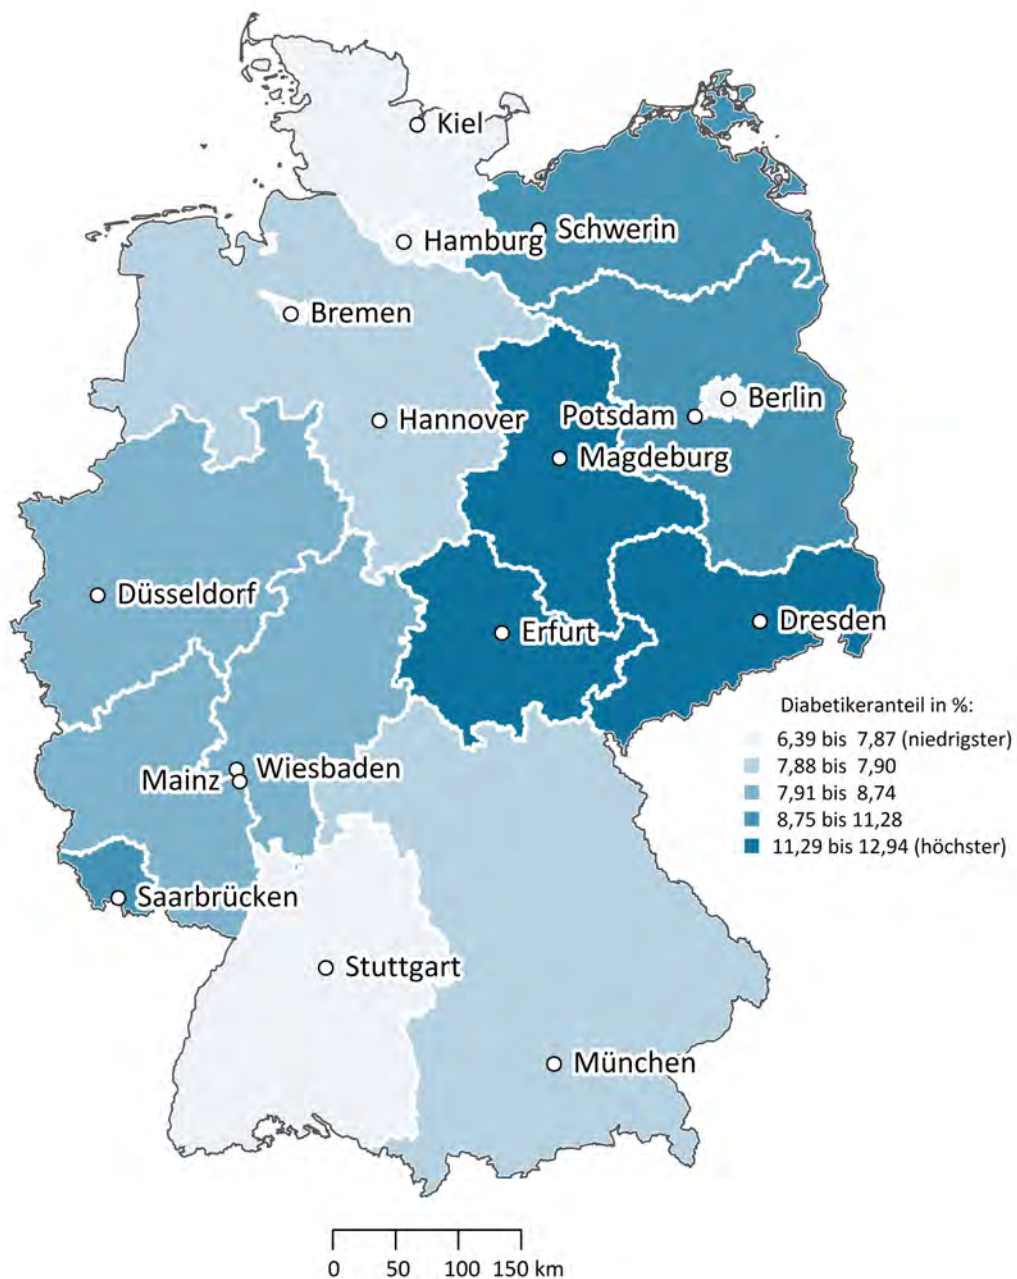 Kiel
Schwerin
Hamburg
Bremen
Berlin
Potsdam
Hannover
Magdeburg
Düsseldorf
Dresden
Erfurt
Diabetikeranteil in %:
6,39 bis 7,87 (niedrigster)
7,88 bis 7,90
7,91 bis 8,74
8,75 bis 11,28
11,29 bis 12,94 (höchster)
Wiesbaden
Mainz
Saarbrücken
Stuttgart
München
0 50 100 150 km